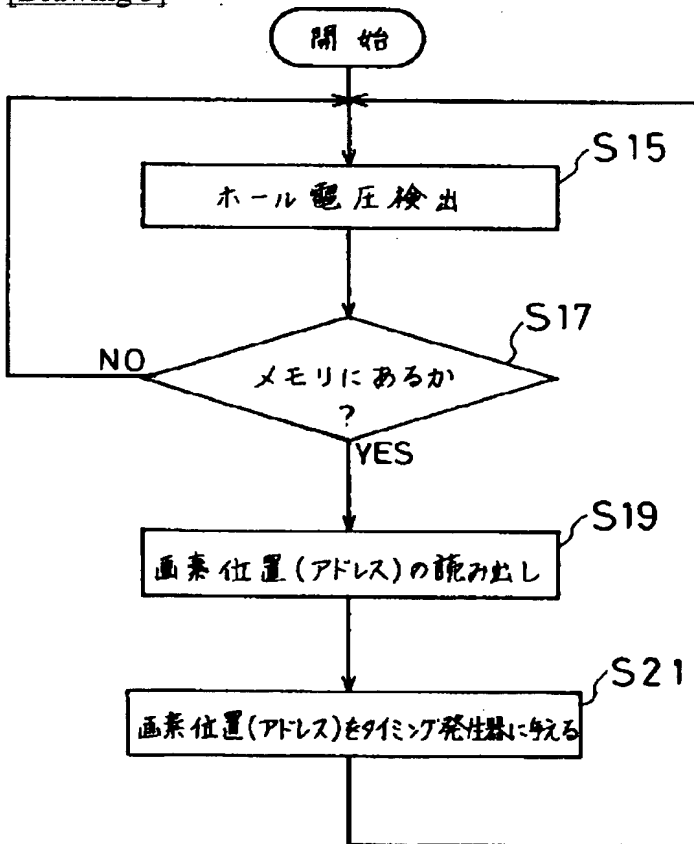 開始
S15
ホール電圧検出
S17
NO
メモリにあるか
?
YES
S19
画素位置(アドレス)の読み出し
S21
画素位置(アドレス)をタイミング発生器に与える